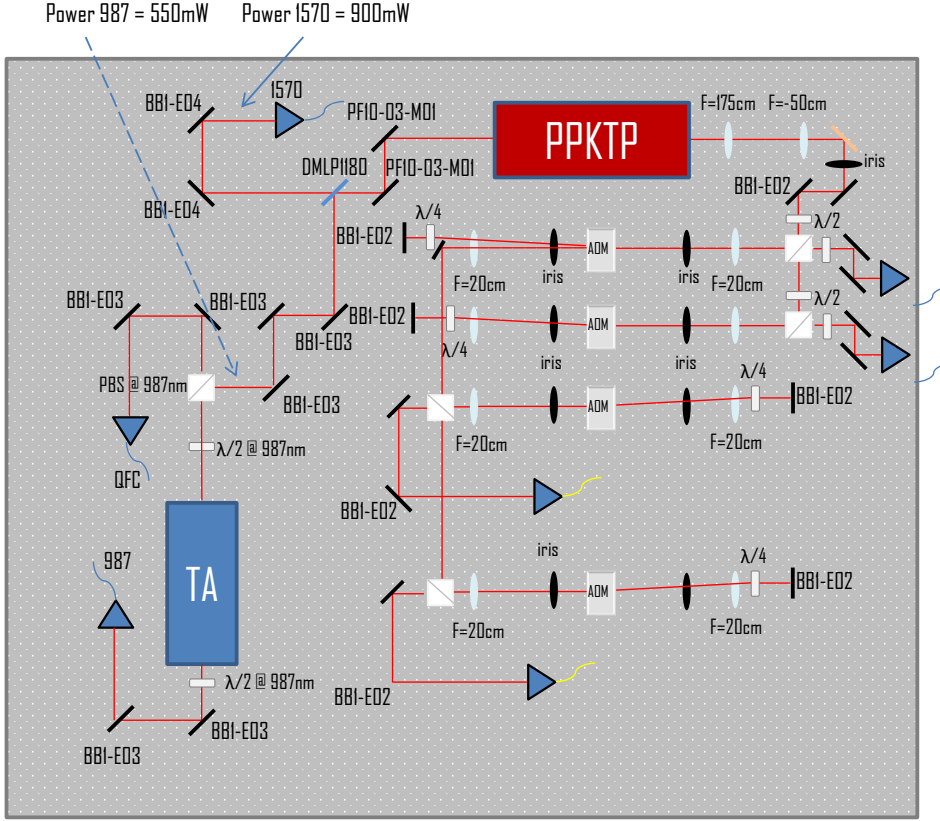 Power 987 = 550mW
Power 1570 = 900mW
BB1-E04
1570
PF10-03-M01
DMLP1180
PF10-03-M01
BB1-E04
PPKTP
F=175cm
F=-50cm
iris
BB1-E02
λ/2
λ/4
BB1-E02
F=20cm
iris
AOM
iris
F=20cm
BB1-E03
BB1-E03
BB1-E03
BB1-E02
λ/4
F=20cm
iris
AOM
iris
F=20cm
λ/2
PBS @ 987nm
BB1-E03
λ/2 @ 987nm
QFC
F=20cm
AOM
F=20cm
λ/4
BB1-E02
BB1-E02
987
TA
λ/2 @ 987nm
BB1-E03
BB1-E03
iris
F=20cm
AOM
F=20cm
λ/4
BB1-E02
BB1-E02